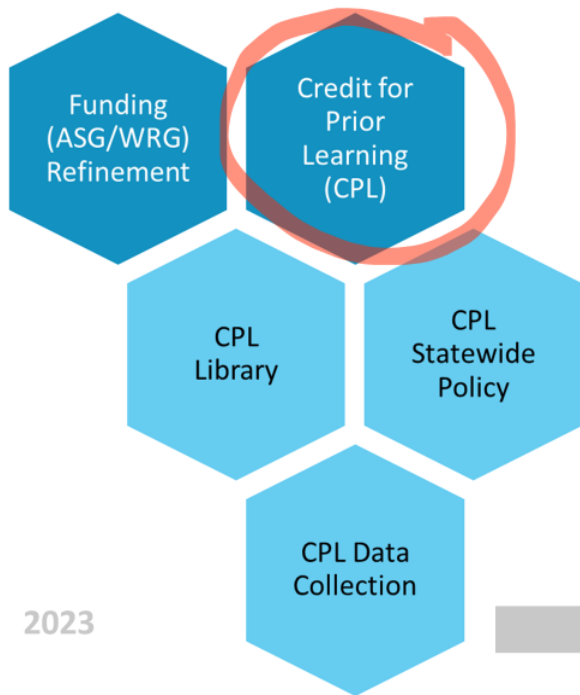 Funding
(ASG/WRG)
Refinement
Credit for
Prior
Learning
(CPL)
CPL
Library
CPL
Statewide
Policy
CPL Data
Collection
2023